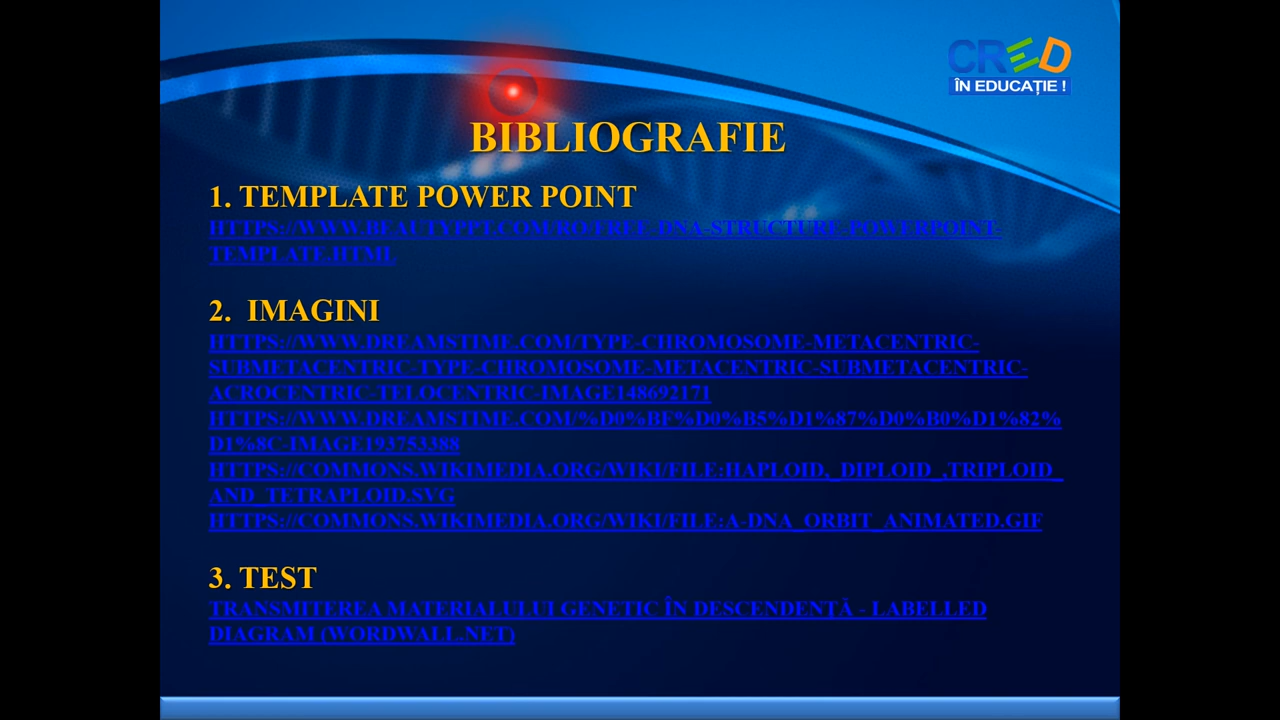 CRED
ÎN EDUCAȚIE !
BIBLIOGRAFIE
1. TEMPLATE POWER POINT
HTTPS://WWW.BEAUTYPPT.COM/RO/FREE-DNA-STRUCTURE-POWERPOINT-
TEMPLATE.HTML
2. IMAGINI
HTTPS://WWW.DREAMSTIME.COM/TYPE-CHROMOSOME-METACENTRIC-
SUBMETACENTRIC-TYPE-CHROMOSOME-METACENTRIC-SUBMETACENTRIC-
ACROCENTRIC-TELOCENTRIC-IMAGE148692171
HTTPS://WWW.DREAMSTIME.COM/%D0%BF%D0%B5%D1%87%D0%B0%D1%82%
D1%8C-IMAGE193753388
HTTPS://COMMONS.WIKIMEDIA.ORG/WIKI/FILE:HAPLOID,_DIPLOID_,TRIPLOID_
AND_TETRAPLOID.SVG
HTTPS://COMMONS.WIKIMEDIA.ORG/WIKI/FILE:A-DNA_ORBIT_ANIMATED.GIF
3. TEST
TRANSMITEREA MATERIALULUI GENETIC ÎN DESCENDENȚĂ - LABELLED
DIAGRAM (WORDWALL.NET)